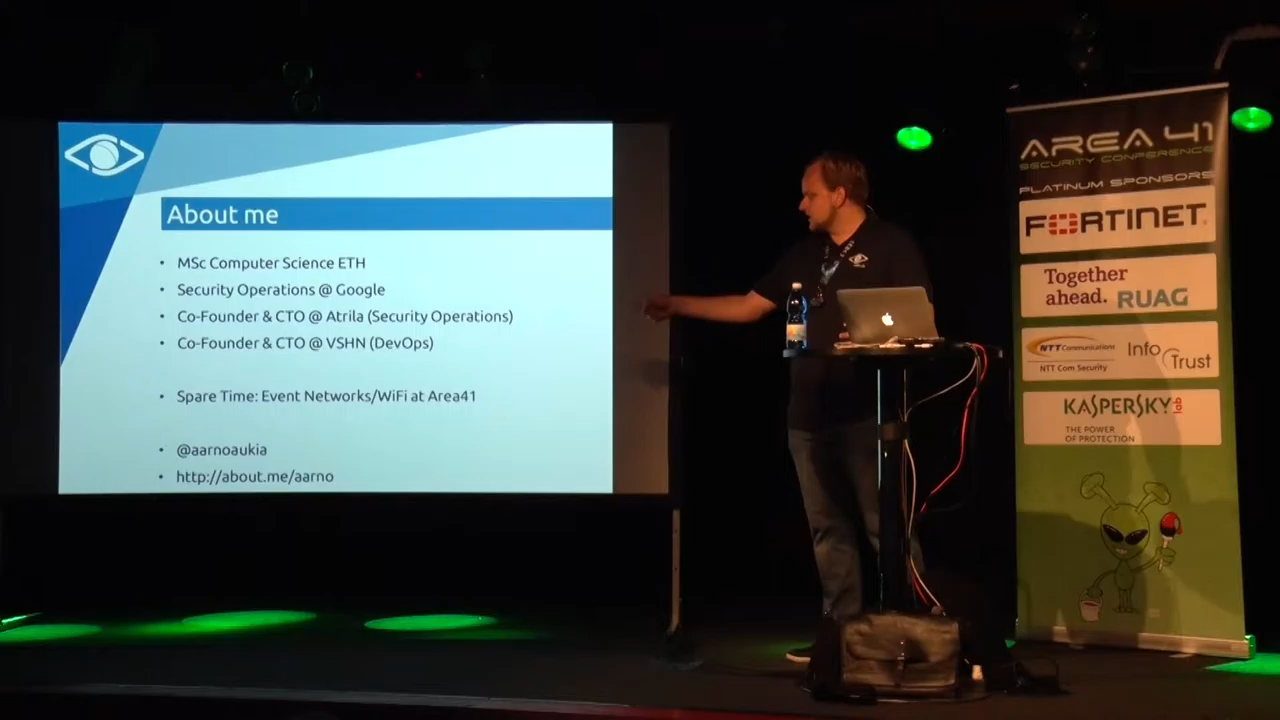 About me
• MSc Computer Science ETH
• Security Operations @ Google
• Co-Founder & CTO @ Atrila (Security Operations)
• Co-Founder & CTO @ VSHN (DevOps)
• Spare Time: Event Networks/WiFi at Area41
• @aarnoaukia
• http://about.me/aarno
AREA 41
SECURITY CONFERENCE
PLATINUM SPONSORS
FORTINET
Together
ahead. RUAG
NTT Communications
NTT Com Security
Info
Trust
KASPERSKY lab
THE POWER
OF PROTECTION